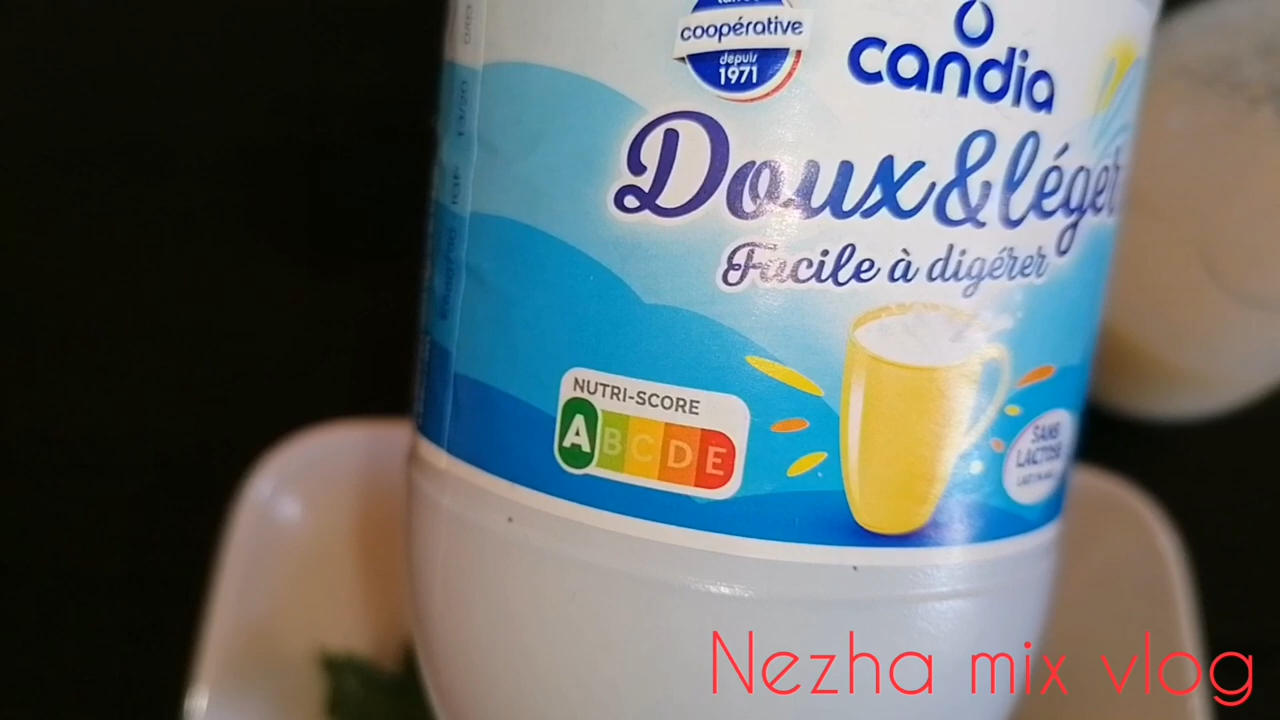 coopérative
depuis
1971
candia
Doux & léger
Facile à digérer
NUTRI-SCORE
A B C D E
SANS
LACTOSE
Nezha mix vlog